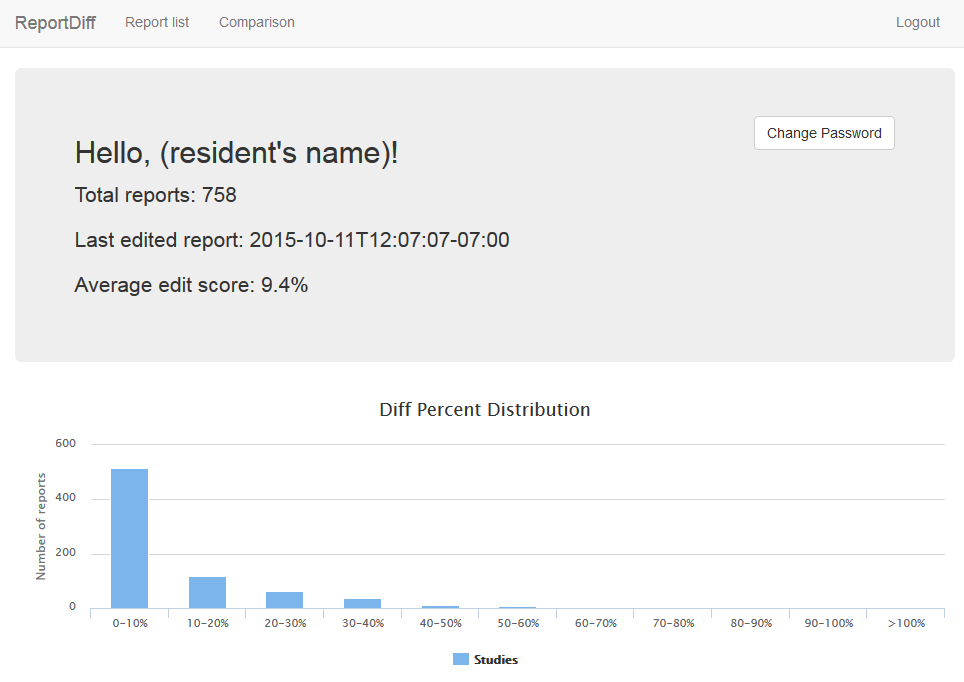 ReportDiff Report list Comparison Logout
Change Password
Hello, (resident's name)!
Total reports: 758
Last edited report: 2015-10-11T12:07:07-07:00
Average edit score: 9.4%
Diff Percent Distribution
Number of reports
600
400
200
0
0-10% 10-20% 20-30% 30-40% 40-50% 50-60% 60-70% 70-80% 80-90% 90-100% >100%
Studies